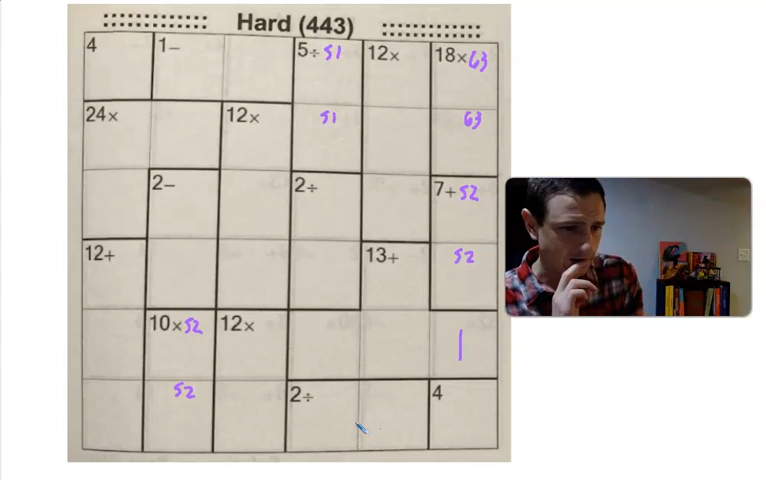 Hard (443)
4 1− 5÷ 51 12× 18× 63
24× 12× 51 63
2− 2÷ 7+ 52
12+ 13+ 52
10× 52 12× 1
52 2÷ 4